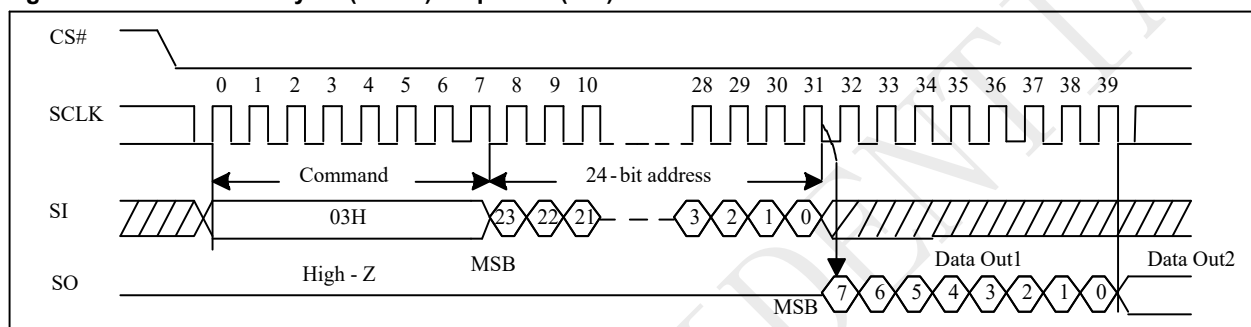 CS#
0 1 2 3 4 5 6 7 8 9 10 28 29 30 31 32 33 34 35 36 37 38 39
SCLK
Command 24-bit address
SI 03H 23 22 21 3 2 1 0
MSB Data Out1 Data Out2
High - Z
SO MSB 7 6 5 4 3 2 1 0